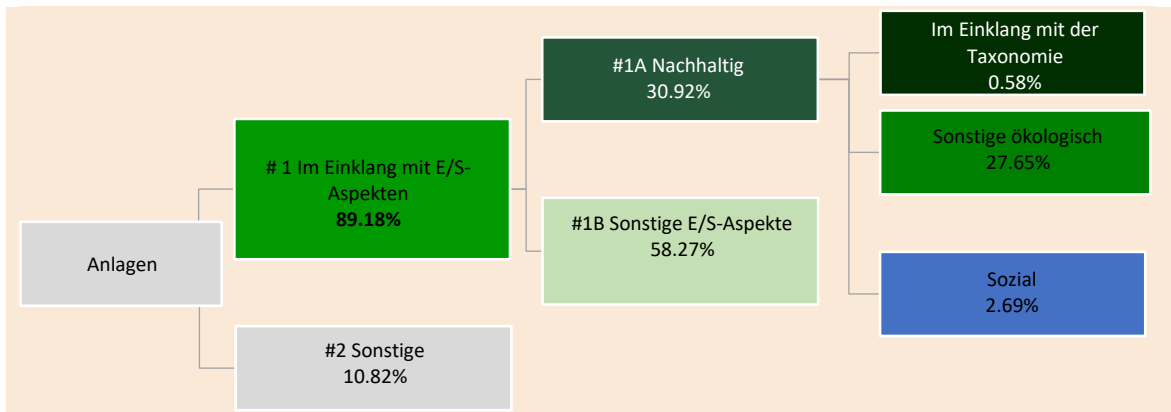 Anlagen
# 1 Im Einklang mit E/S-
Aspekten
89.18%
#2 Sonstige
10.82%
#1A Nachhaltig
30.92%
#1B Sonstige E/S-Aspekte
58.27%
Im Einklang mit der
Taxonomie
0.58%
Sonstige ökologisch
27.65%
Sozial
2.69%